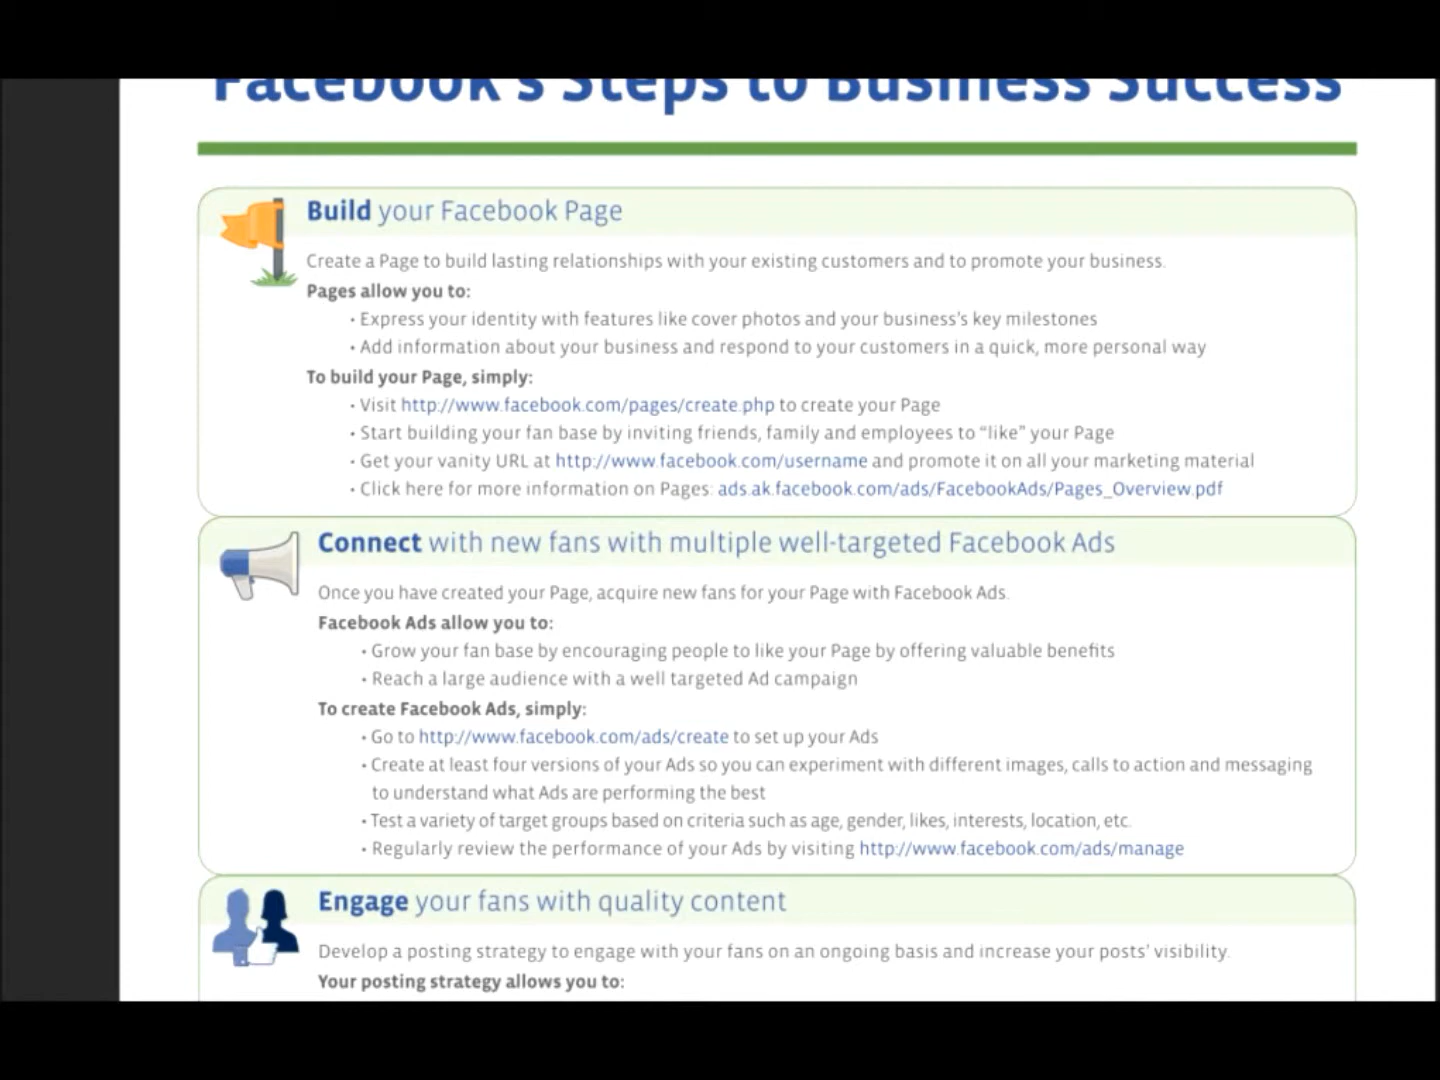 Facebook's Steps to Business Success
Build your Facebook Page
Create a Page to build lasting relationships with your existing customers and to promote your business.
Pages allow you to:
• Express your identity with features like cover photos and your business's key milestones
• Add information about your business and respond to your customers in a quick, more personal way
To build your Page, simply:
• Visit http://www.facebook.com/pages/create.php to create your Page
• Start building your fan base by inviting friends, family and employees to “like” your Page
• Get your vanity URL at http://www.facebook.com/username and promote it on all your marketing material
• Click here for more information on Pages: ads.ak.facebook.com/ads/FacebookAds/Pages_Overview.pdf
Connect with new fans with multiple well-targeted Facebook Ads
Once you have created your Page, acquire new fans for your Page with Facebook Ads.
Facebook Ads allow you to:
• Grow your fan base by encouraging people to like your Page by offering valuable benefits
• Reach a large audience with a well targeted Ad campaign
To create Facebook Ads, simply:
• Go to http://www.facebook.com/ads/create to set up your Ads
• Create at least four versions of your Ads so you can experiment with different images, calls to action and messaging
to understand what Ads are performing the best
• Test a variety of target groups based on criteria such as age, gender, likes, interests, location, etc.
• Regularly review the performance of your Ads by visiting http://www.facebook.com/ads/manage
Engage your fans with quality content
Develop a posting strategy to engage with your fans on an ongoing basis and increase your posts' visibility.
Your posting strategy allows you to: